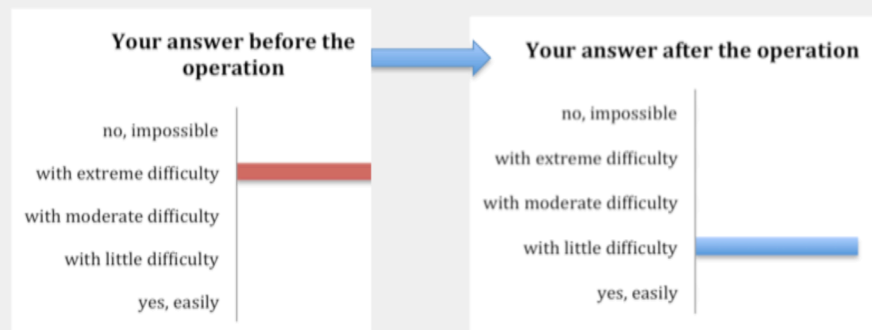 Your answer before the
operation
no, impossible
with extreme difficulty
with moderate difficulty
with little difficulty
yes, easily
Your answer after the operation
no, impossible
with extreme difficulty
with moderate difficulty
with little difficulty
yes, easily